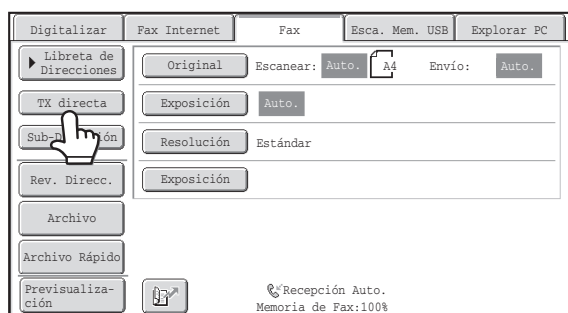 Digitalizar Fax Internet Fax Esca. Mem. USB Explorar PC
Libreta de
Direcciones
Original Escanear: Auto. A4 Envío: Auto.
TX directa
Exposición Auto.
Resolución Estándar
Rev. Direcc.
Exposición
Archivo
Archivo Rápido
Previsualiza-
ción
Recepción Auto.
Memoria de Fax:100%